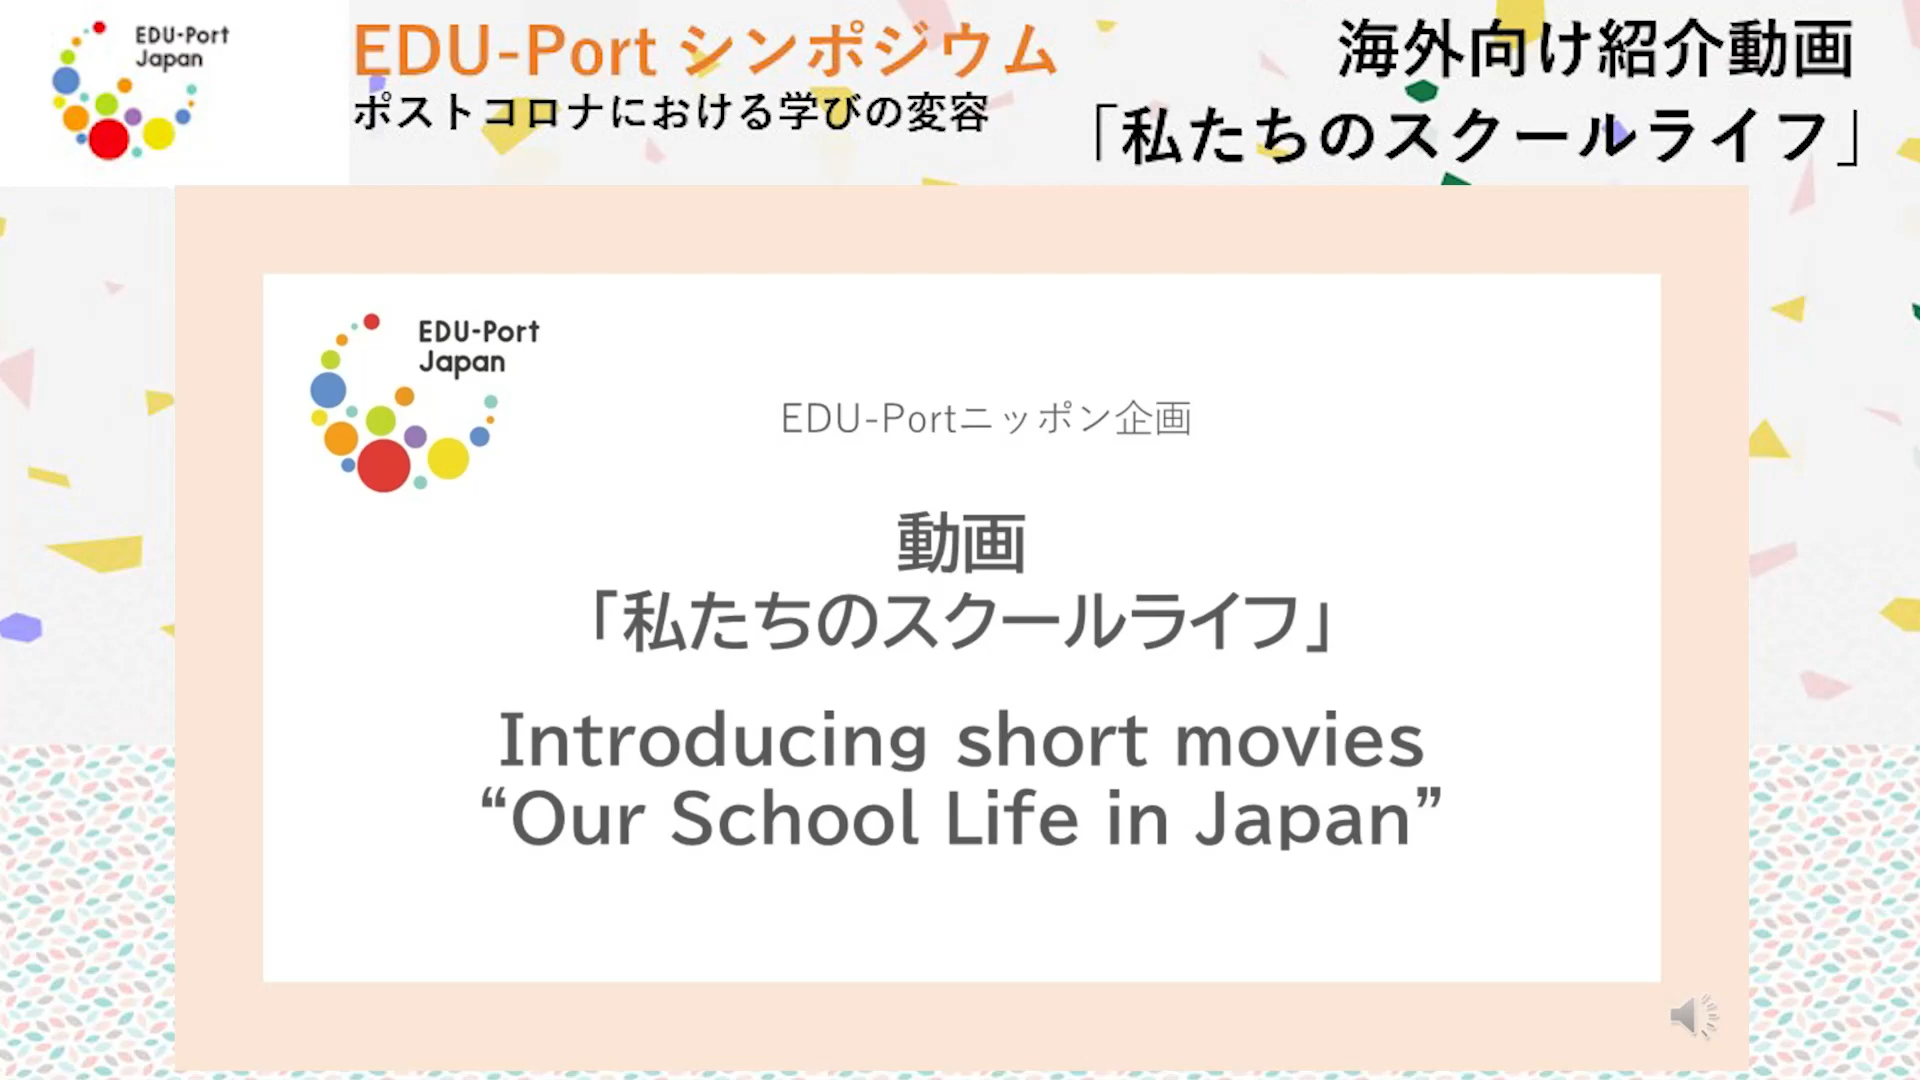 EDU-Port
Japan
EDU-Port シンポジウム
ポストコロナにおける学びの変容
海外向け紹介動画
「私たちのスクールライフ」
EDU-Port
Japan
EDU-Portニッポン企画
動画
「私たちのスクールライフ」
Introducing short movies
“Our School Life in Japan”